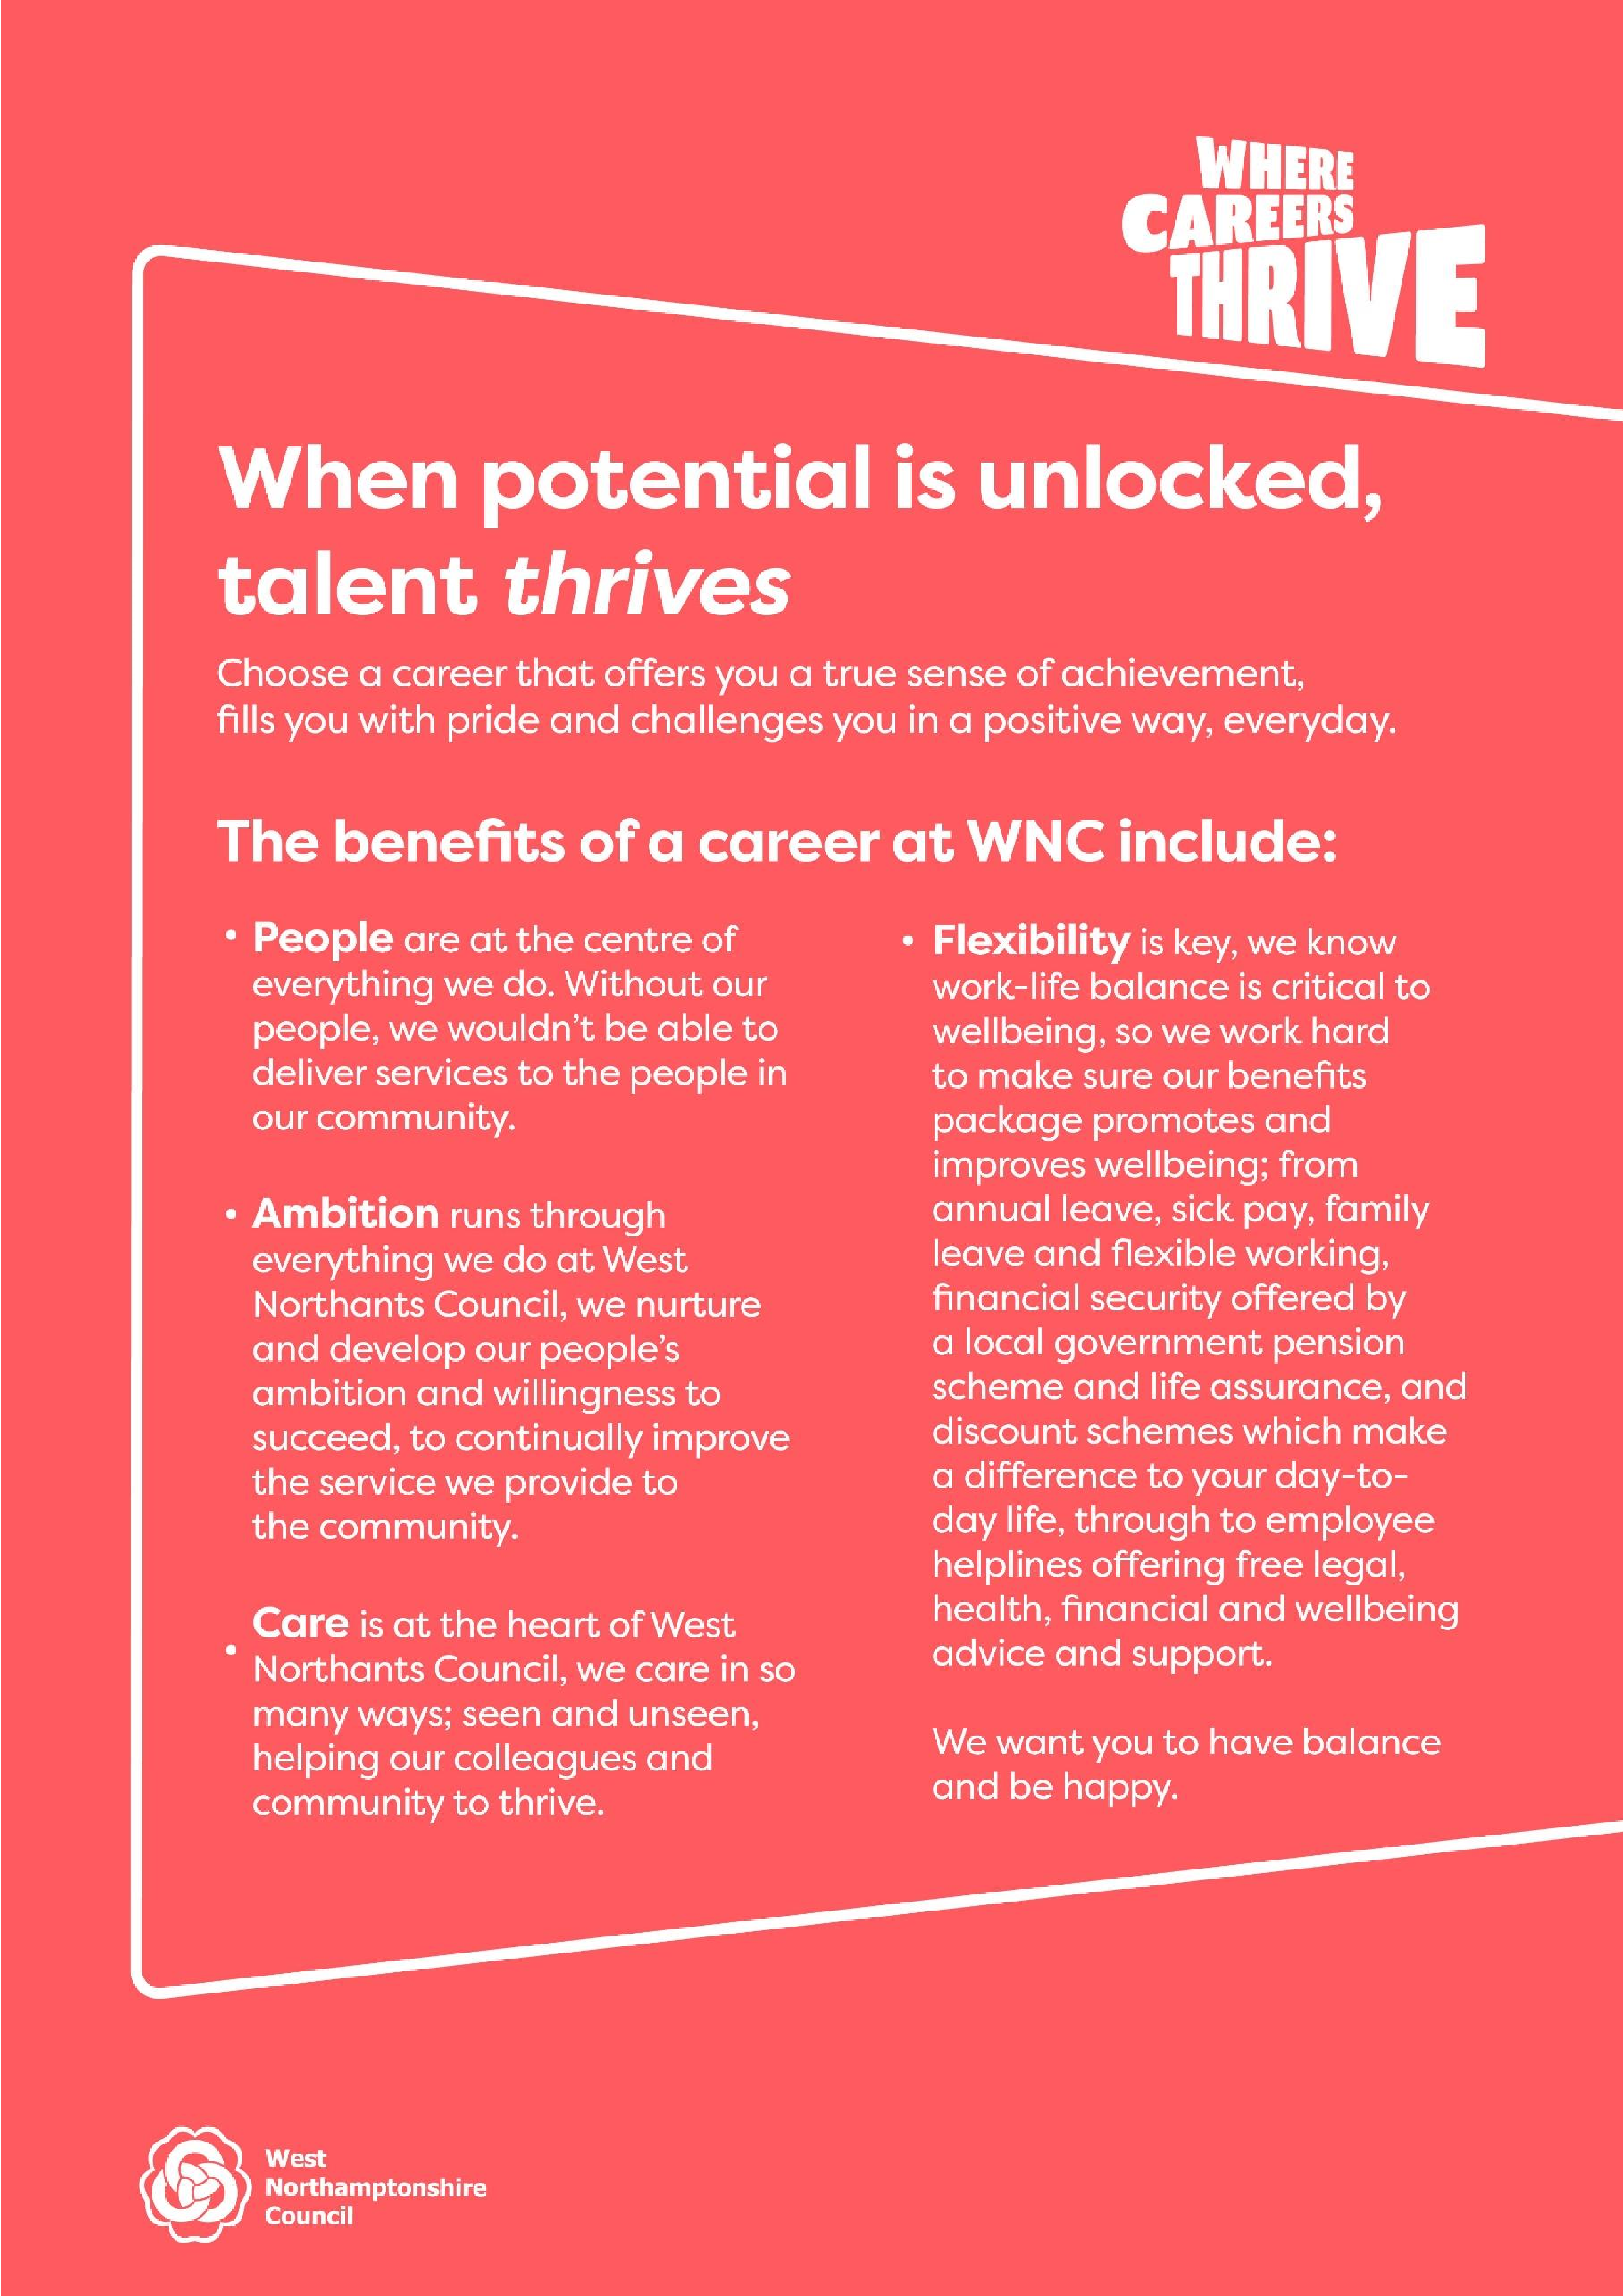 WHERE
CAREERS
THRIVE
When potential is unlocked,
talent thrives
Choose a career that offers you a true sense of achievement,
fills you with pride and challenges you in a positive way, everyday.
The benefits of a career at WNC include:
• People are at the centre of
everything we do. Without our
people, we wouldn't be able to
deliver services to the people in
our community.
• Ambition runs through
everything we do at West
Northants Council, we nurture
and develop our people's
ambition and willingness to
succeed, to continually improve
the service we provide to
the community.
• Care is at the heart of West
Northants Council, we care in so
many ways; seen and unseen,
helping our colleagues and
community to thrive.
• Flexibility is key, we know
work-life balance is critical to
wellbeing, so we work hard
to make sure our benefits
package promotes and
improves wellbeing; from
annual leave, sick pay, family
leave and flexible working,
financial security offered by
a local government pension
scheme and life assurance, and
discount schemes which make
a difference to your day-to-
day life, through to employee
helplines offering free legal,
health, financial and wellbeing
advice and support.
We want you to have balance
and be happy.
West
Northamptonshire
Council